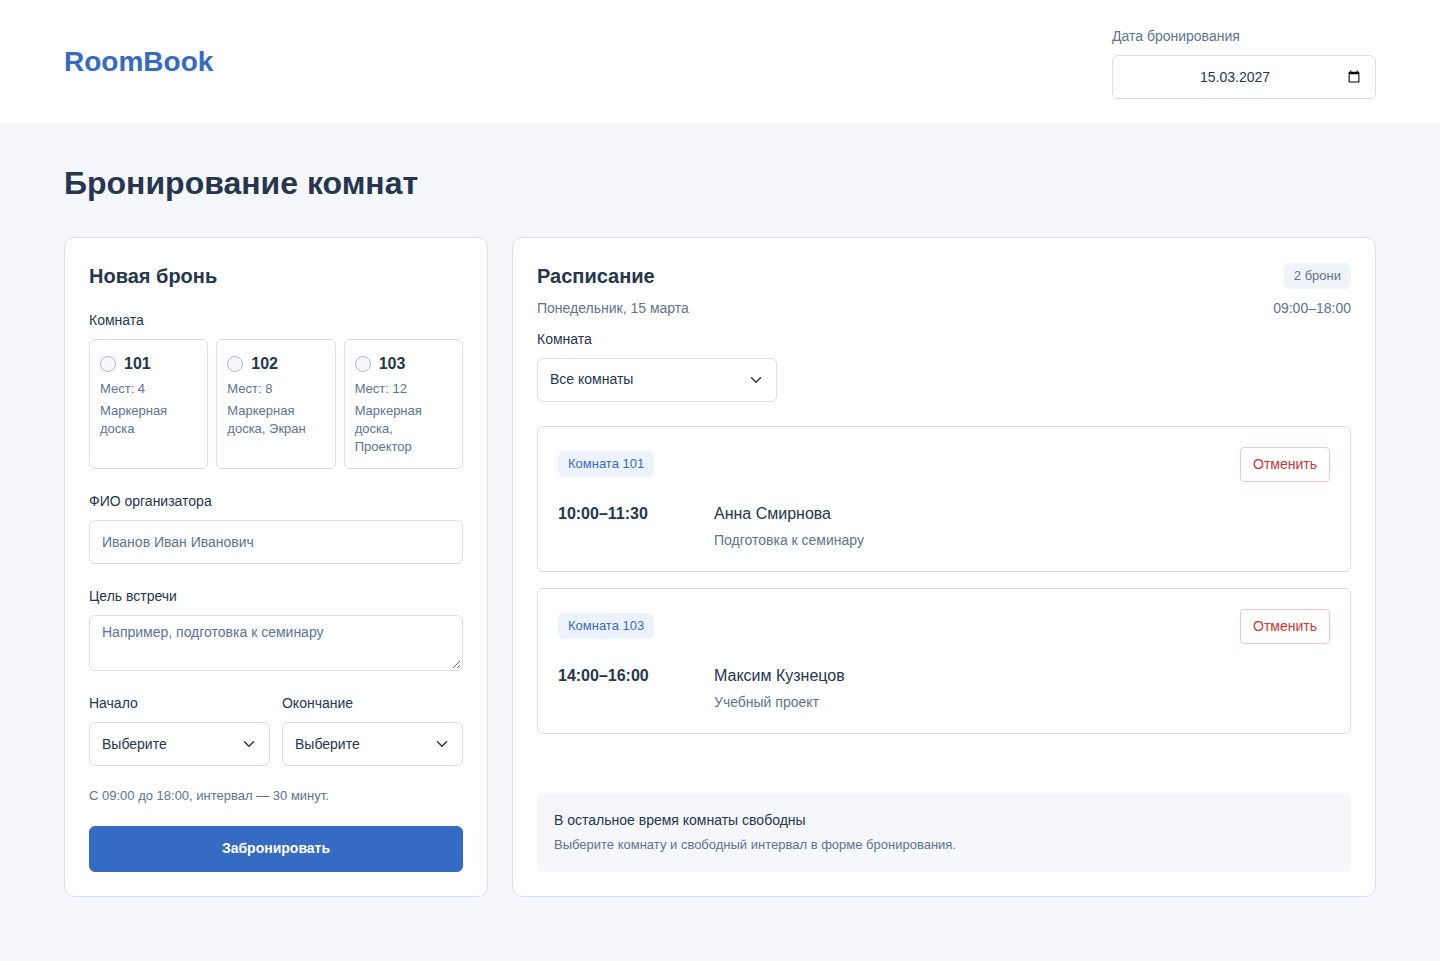 RoomBook
Дата бронирования
15.03.2027
Бронирование комнат
Новая бронь
Комната
101
Мест: 4
Маркерная
доска
102
Мест: 8
Маркерная
доска, Экран
103
Мест: 12
Маркерная
доска,
Проектор
ФИО организатора
Иванов Иван Иванович
Цель встречи
Например, подготовка к семинару
Начало
Окончание
Выберите
Выберите
С 09:00 до 18:00, интервал — 30 минут.
Забронировать
Расписание
2 брони
Понедельник, 15 марта
09:00–18:00
Комната
Все комнаты
Комната 101
Отменить
10:00–11:30
Анна Смирнова
Подготовка к семинару
Комната 103
Отменить
14:00–16:00
Максим Кузнецов
Учебный проект
В остальное время комнаты свободны
Выберите комнату и свободный интервал в форме бронирования.